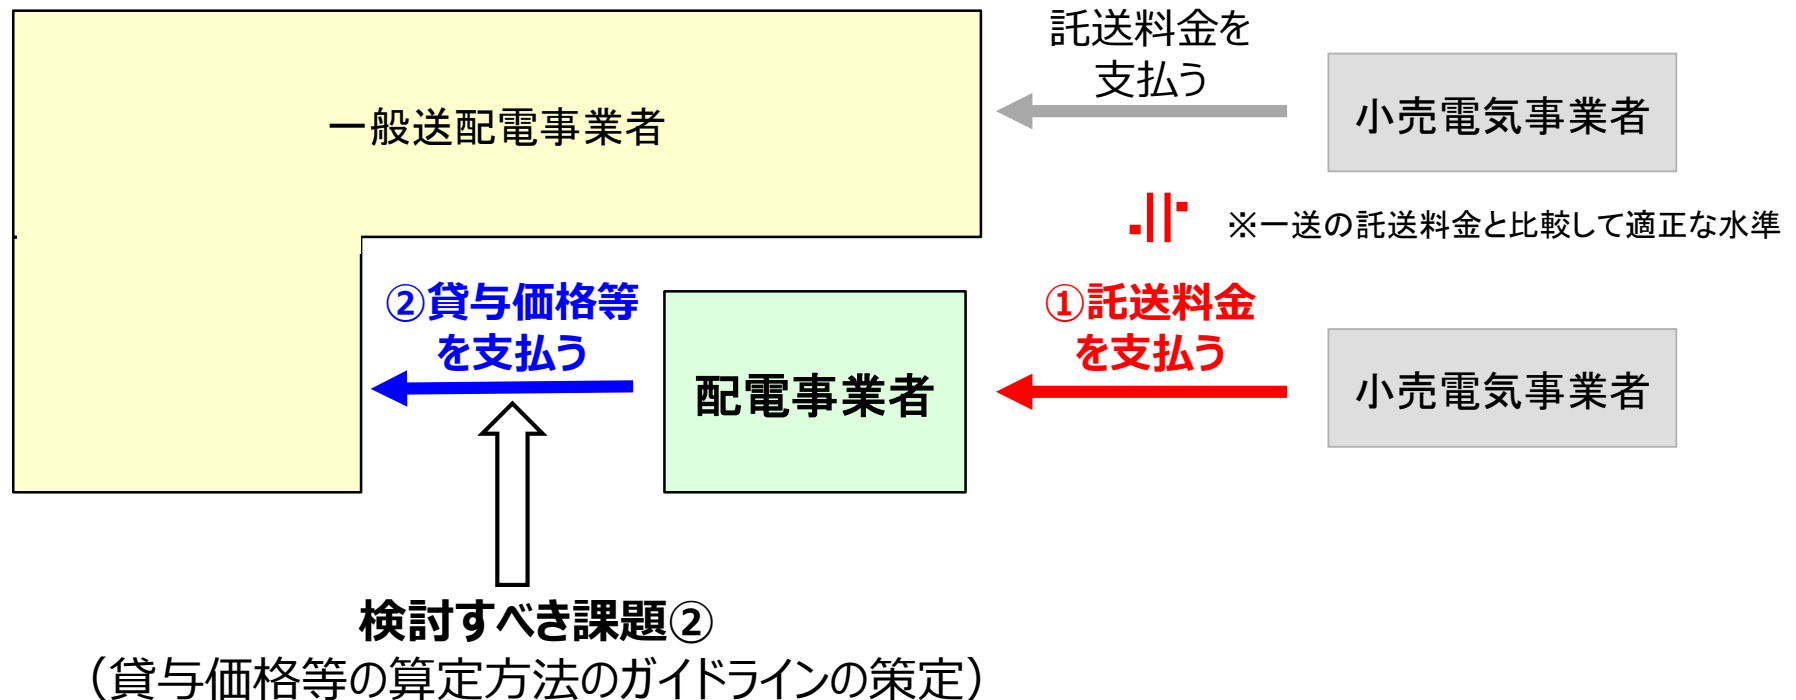 託送料金を
支払う
一般送配電事業者
小売電気事業者
※一送の託送料金と比較して適正な水準
②貸与価格等
を支払う
①託送料金
を支払う
配電事業者
小売電気事業者
検討すべき課題②
（貸与価格等の算定方法のガイドラインの策定）